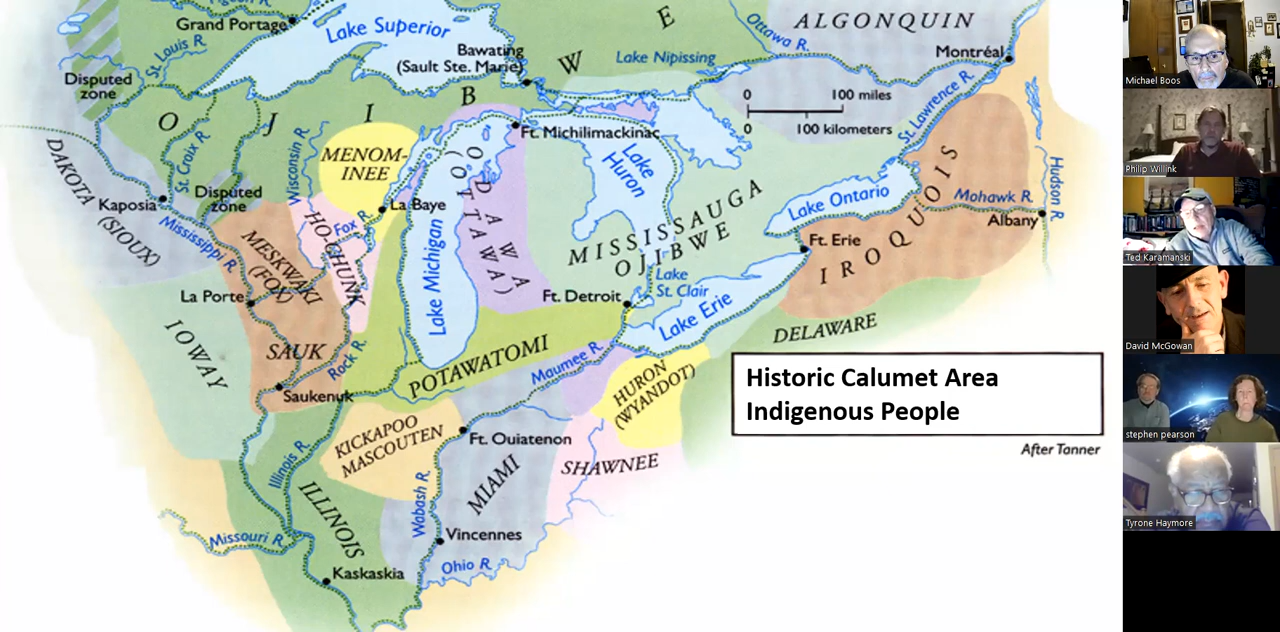 Pigeon R.
Grand Portage
Lake Superior
E
Ottawa R.
ALGONQUIN
St. Louis R.
Bawating
(Sault Ste. Marie)
W
Lake Nipissing
Montréal
Disputed
zone
B
0 100 miles
0 100 kilometers
St. Lawrence R.
O
J
I
Ft. Michilimackinac
DAKOTA (SIOUX)
St. Croix R.
Wisconsin R.
MENOM-
INEE
Lake
Huron
Disputed
zone
Kaposia
La Baye
ODAWA
(OTTAWA)
MISSISSAUGA
OJIBWE
Lake Ontario
IROQUOIS
Mohawk R.
Hudson R.
Albany
Mississippi R.
HOCHUNK
Fox R.
MESKWAKI
(FOX)
Lake Michigan
Ft. Erie
La Porte
Ft. Detroit
Lake
St. Clair
Lake Erie
IOWAY
SAUK
Rock R.
POTAWATOMI
Maumee R.
DELAWARE
Saukenuk
HURON
(WYANDOT)
KICKAPOO
MASCOUTEN
Ft. Ouiatenon
Illinois R.
ILLINOIS
Wabash R.
MIAMI
SHAWNEE
Missouri R.
Vincennes
Kaskaskia
Ohio R.
Historic Calumet Area
Indigenous People
After Tanner
Michael Boos
Philip Willink
Ted Karamanski
David McGowan
stephen pearson
Tyrone Haymore